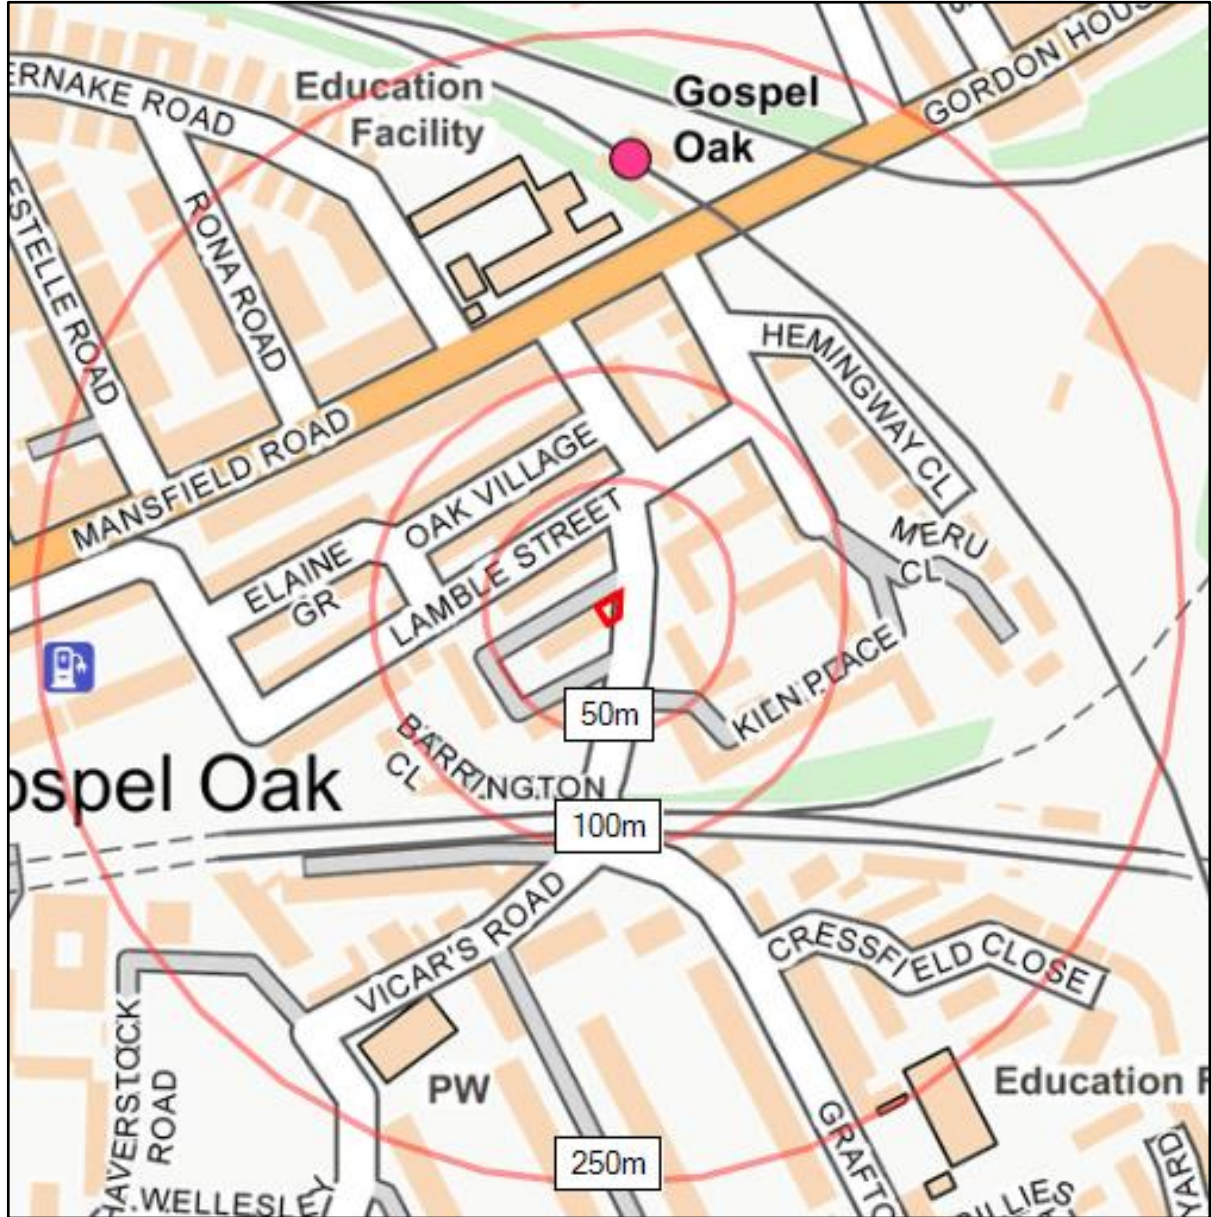 ERNAKE ROAD
Education
Facility
Gospel
Oak
GORDON HOUS
ESTELLE ROAD
RONA ROAD
HEMINGWAY CL
MANSFIELD ROAD
OAK VILLAGE
ELAINE
GR
LAMBLE STREET
MERU
CL
KILN PLACE
50m
BARRINGTON
CL
ospel Oak
100m
VICAR'S ROAD
CRESSFIELD CLOSE
HAVERSTOCK
ROAD
PW
Education F
250m
GRAFTO
WELLESLEY
ILLIES
YARD